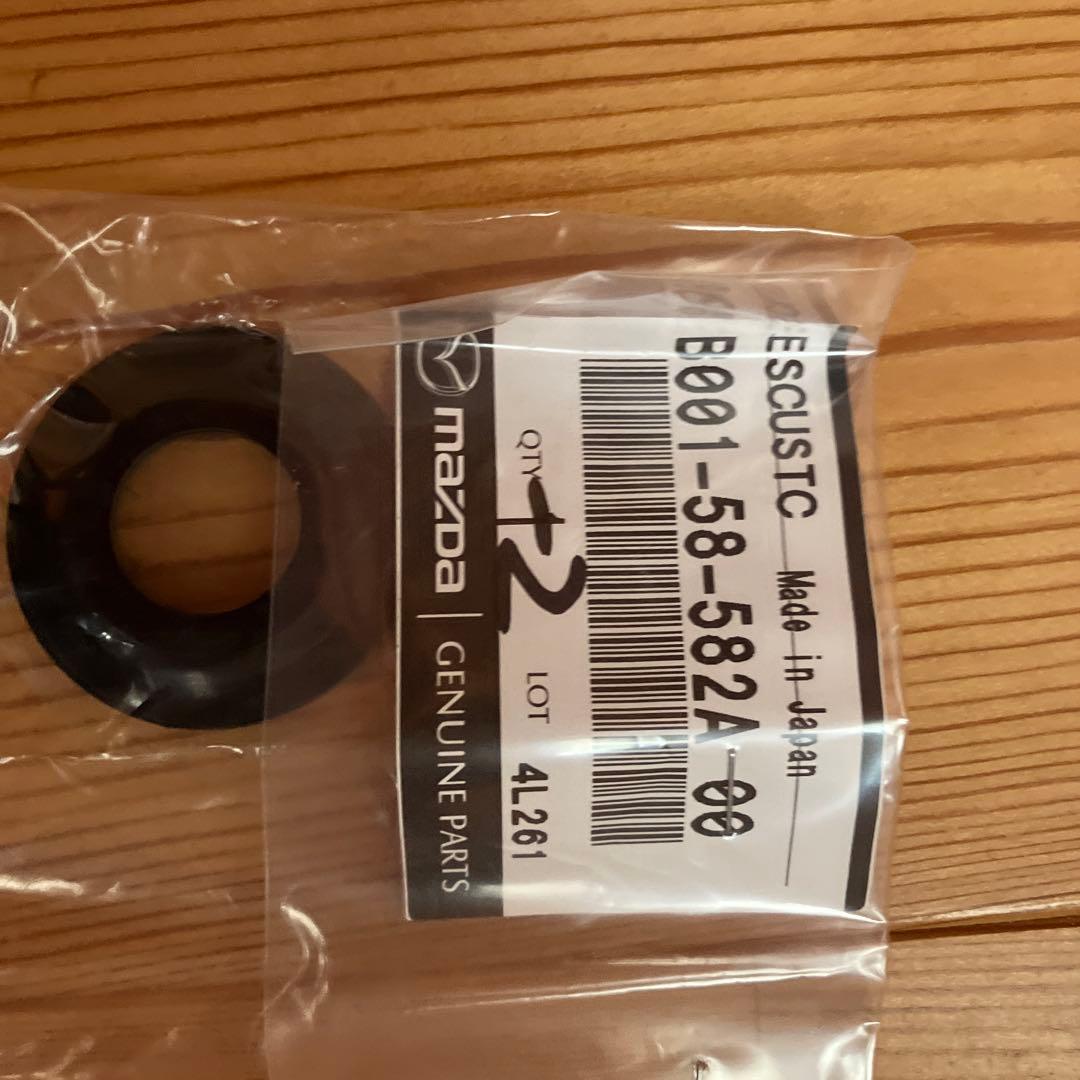 ESCUSTC Made in Japan
B001-58-582A 00
QTY 2 LOT 4L261
mazda | GENUINE PARTS